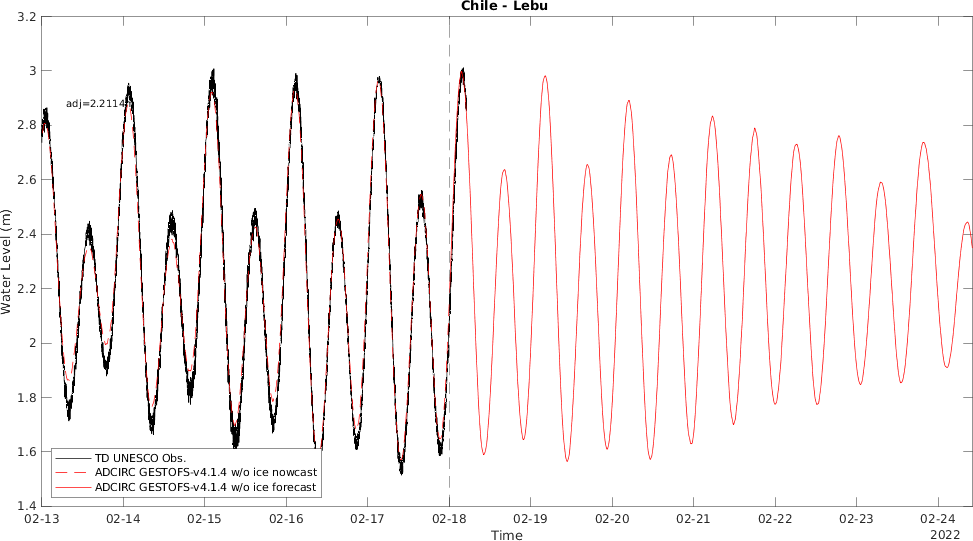 Chile - Lebu
3.2
3
2.8
2.6
2.4
2.2
2
1.8
1.6
1.4
Water Level (m)
adj=2.2114
TD UNESCO Obs.
ADCIRC GESTOFS-v4.1.4 w/o ice nowcast
ADCIRC GESTOFS-v4.1.4 w/o ice forecast
02-13 02-14 02-15 02-16 02-17 02-18 02-19 02-20 02-21 02-22 02-23 02-24
Time
2022